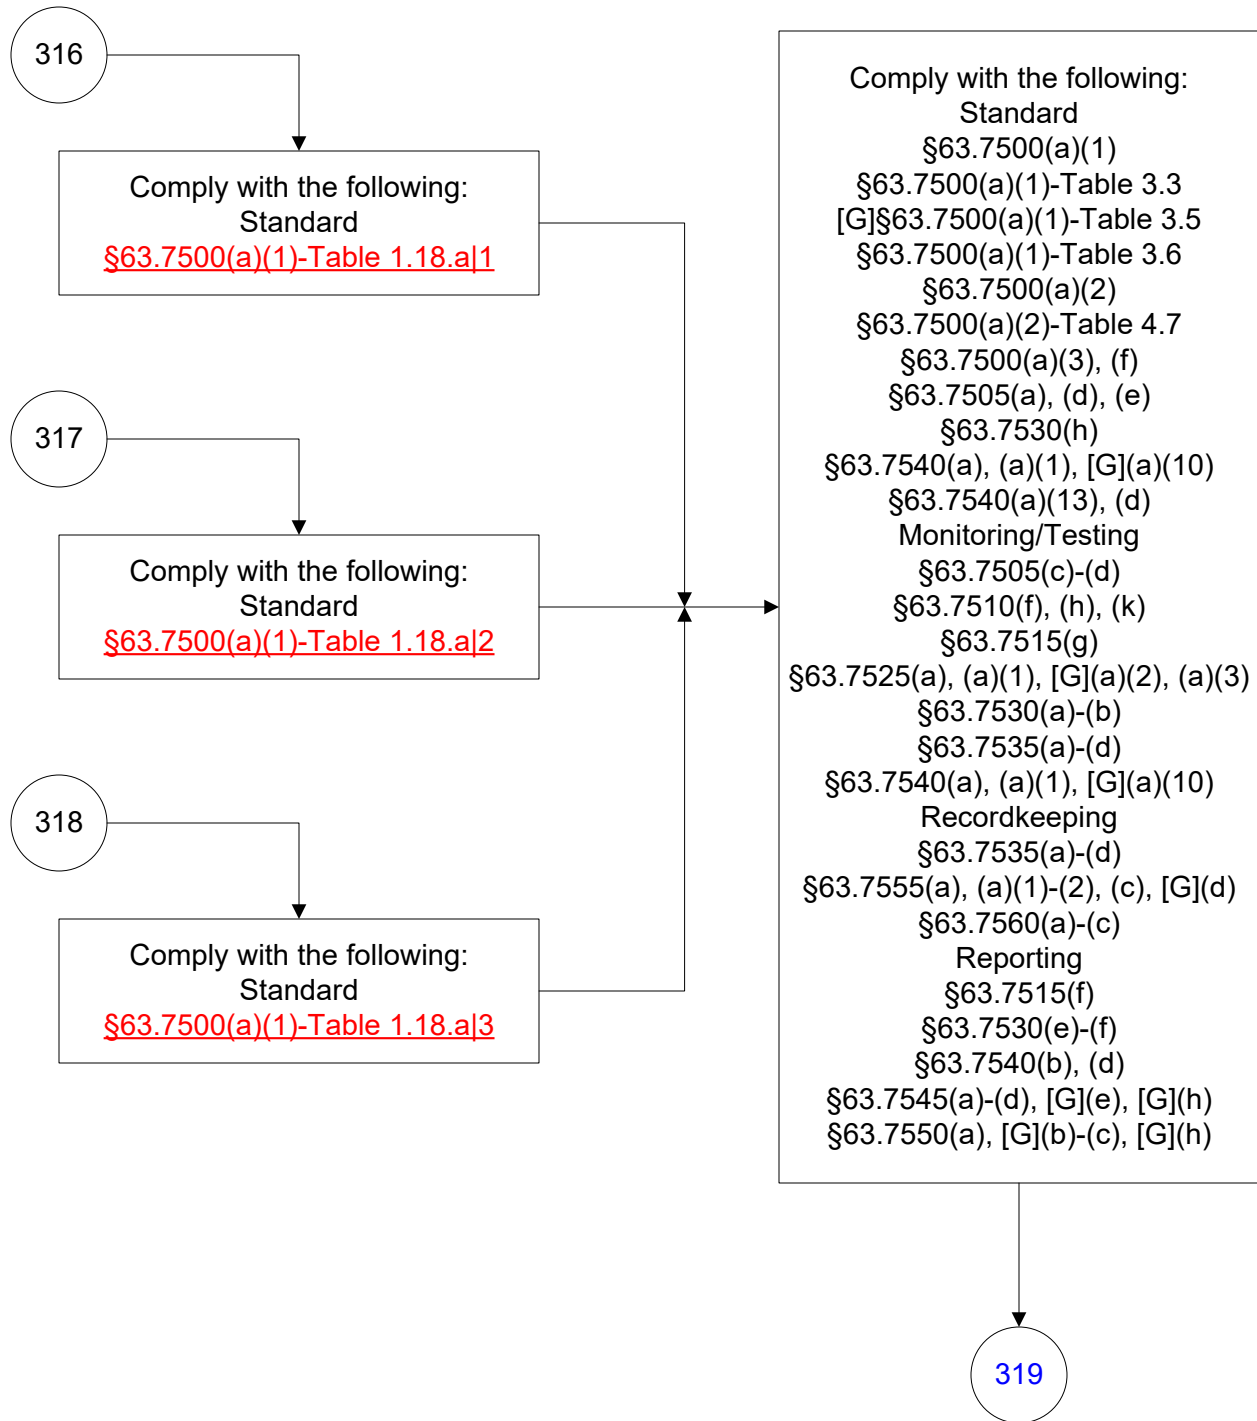 316
Comply with the following:
Standard
§63.7500(a)(1)-Table 1.18.a|1
317
Comply with the following:
Standard
§63.7500(a)(1)-Table 1.18.a|2
318
Comply with the following:
Standard
§63.7500(a)(1)-Table 1.18.a|3
Comply with the following:
Standard
§63.7500(a)(1)
§63.7500(a)(1)-Table 3.3
[G]§63.7500(a)(1)-Table 3.5
§63.7500(a)(1)-Table 3.6
§63.7500(a)(2)
§63.7500(a)(2)-Table 4.7
§63.7500(a)(3), (f)
§63.7505(a), (d), (e)
§63.7530(h)
§63.7540(a), (a)(1), [G](a)(10)
§63.7540(a)(13), (d)
Monitoring/Testing
§63.7505(c)-(d)
§63.7510(f), (h), (k)
§63.7515(g)
§63.7525(a), (a)(1), [G](a)(2), (a)(3)
§63.7530(a)-(b)
§63.7535(a)-(d)
§63.7540(a), (a)(1), [G](a)(10)
Recordkeeping
§63.7535(a)-(d)
§63.7555(a), (a)(1)-(2), (c), [G](d)
§63.7560(a)-(c)
Reporting
§63.7515(f)
§63.7530(e)-(f)
§63.7540(b), (d)
§63.7545(a)-(d), [G](e), [G](h)
§63.7550(a), [G](b)-(c), [G](h)
319